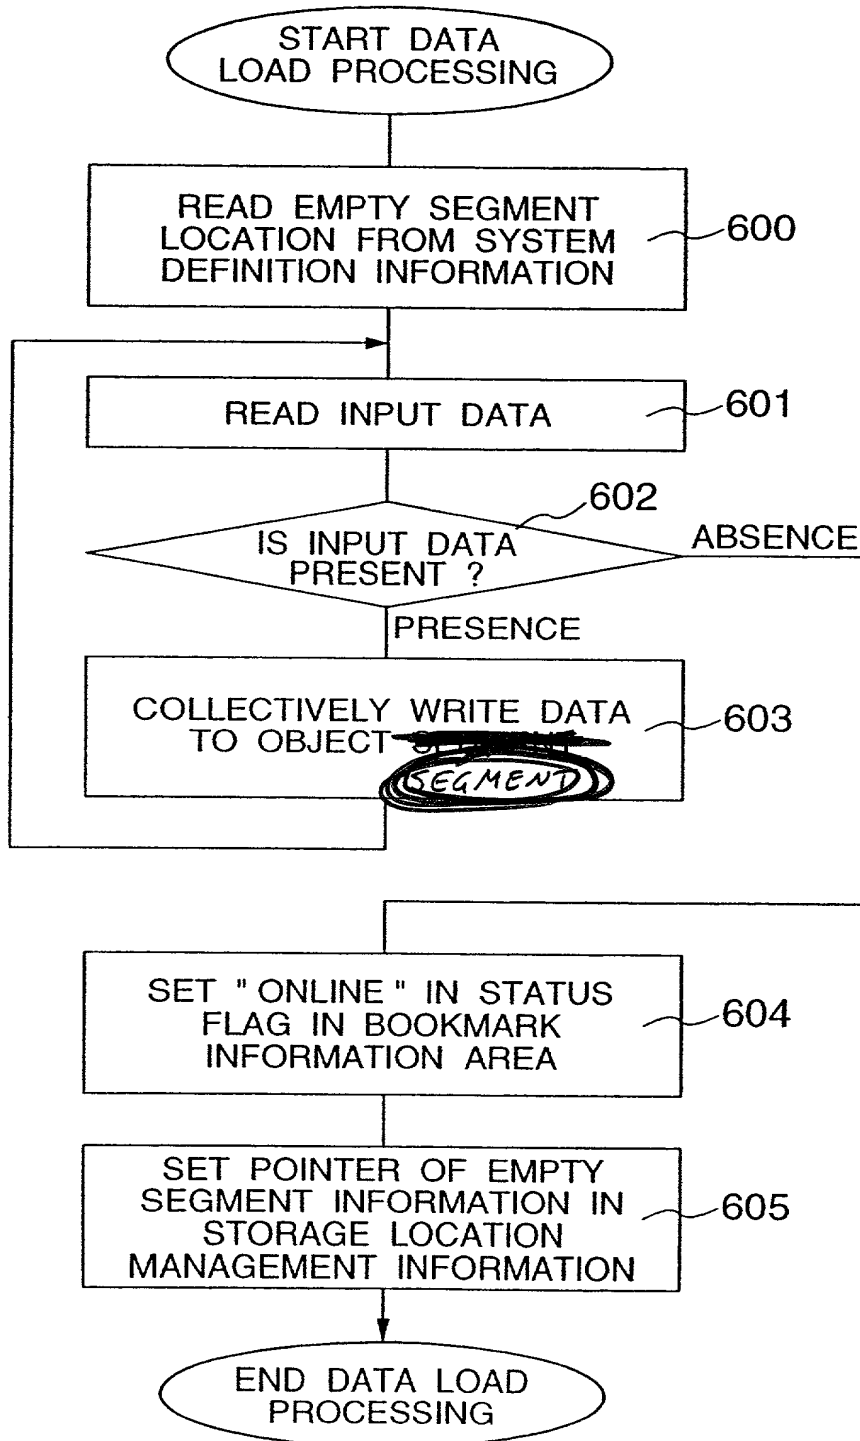 START DATA
LOAD PROCESSING
READ EMPTY SEGMENT
LOCATION FROM SYSTEM
DEFINITION INFORMATION
600
READ INPUT DATA
601
602
IS INPUT DATA
PRESENT ?
ABSENCE
PRESENCE
COLLECTIVELY WRITE DATA
TO OBJECT
SEGMENT
603
SET "ONLINE" IN STATUS
FLAG IN BOOKMARK
INFORMATION AREA
604
SET POINTER OF EMPTY
SEGMENT INFORMATION IN
STORAGE LOCATION
MANAGEMENT INFORMATION
605
END DATA LOAD
PROCESSING